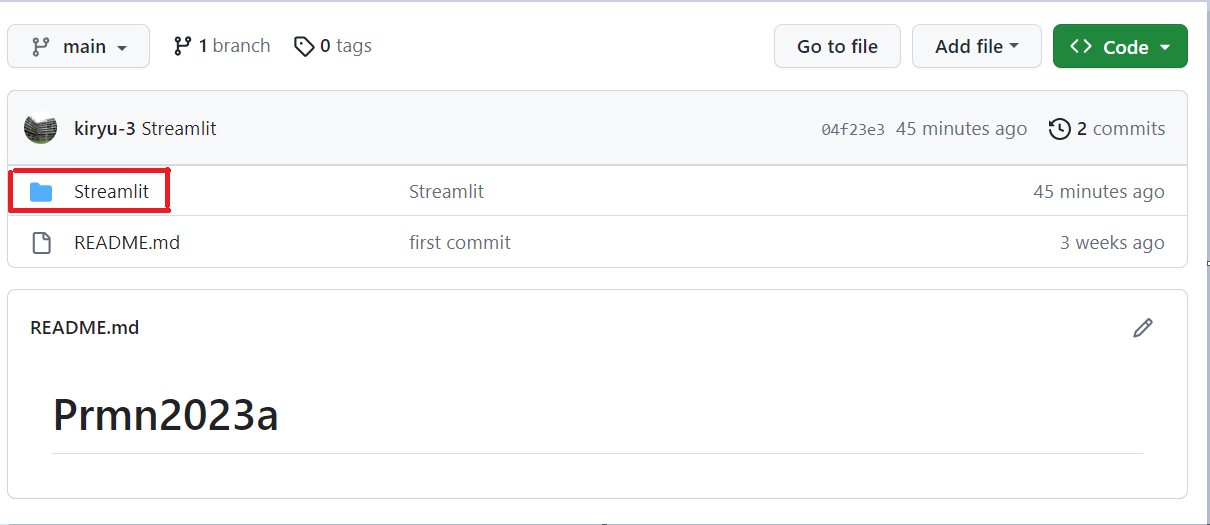 main 1 branch 0 tags Go to file Add file Code
kiryu-3 Streamlit 04f23e3 45 minutes ago 2 commits
Streamlit Streamlit 45 minutes ago
README.md first commit 3 weeks ago
README.md
Prmn2023a